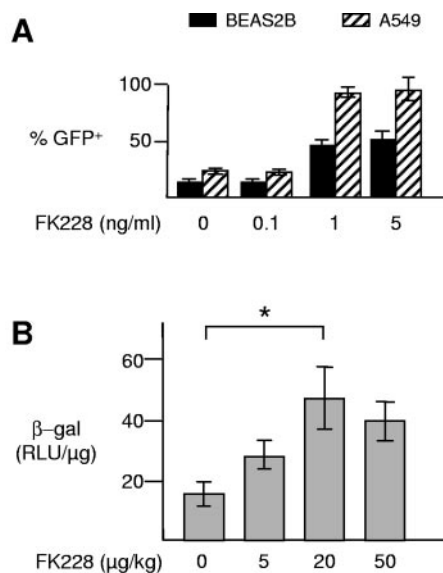 BEAS2B A549
A
100
% GFP⁺
50
FK228 (ng/ml) 0 0.1 1 5
*
B
60
β–gal
40
(RLU/μg)
20
FK228 (μg/kg) 0 5 20 50